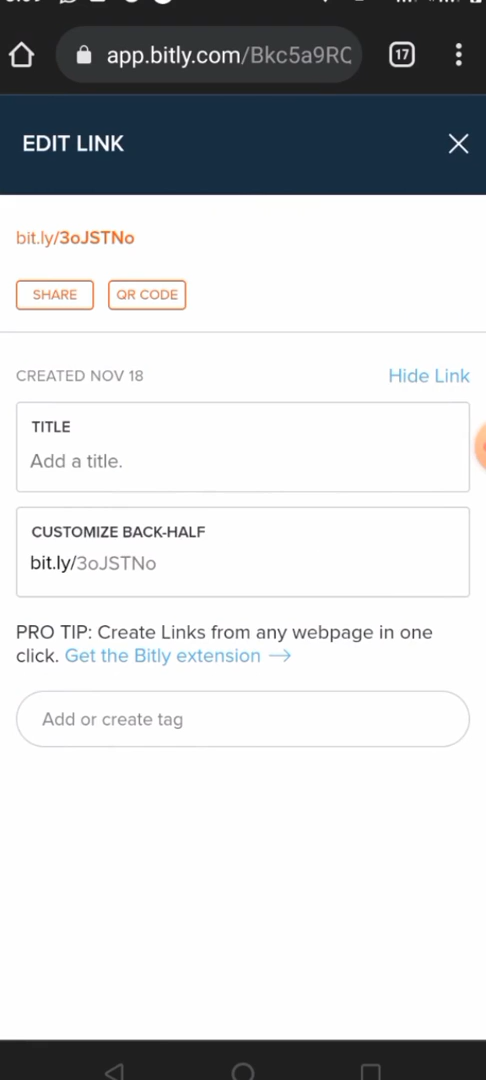 app.bitly.com/Bkc5a9RC
17
EDIT LINK
bit.ly/3oJSTNo
SHARE
QR CODE
CREATED NOV 18
Hide Link
TITLE
Add a title.
CUSTOMIZE BACK-HALF
bit.ly/3oJSTNo
PRO TIP: Create Links from any webpage in one
click. Get the Bitly extension →
Add or create tag